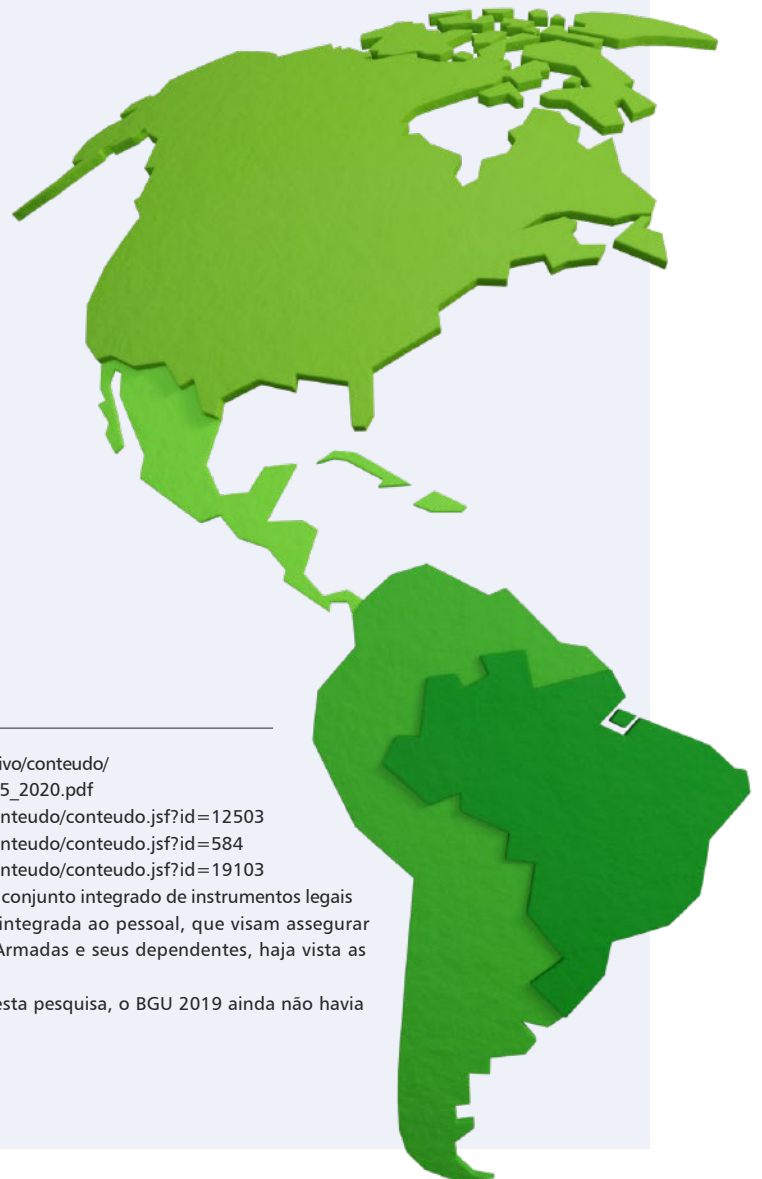 ivo/conteudo/
5_2020.pdf
nteudo/conteudo.jsf?id=12503
nteudo/conteudo.jsf?id=584
nteudo/conteudo.jsf?id=19103
conjunto integrado de instrumentos legais
integrada ao pessoal, que visam assegurar
Armadas e seus dependentes, haja vista as
esta pesquisa, o BGU 2019 ainda não havia